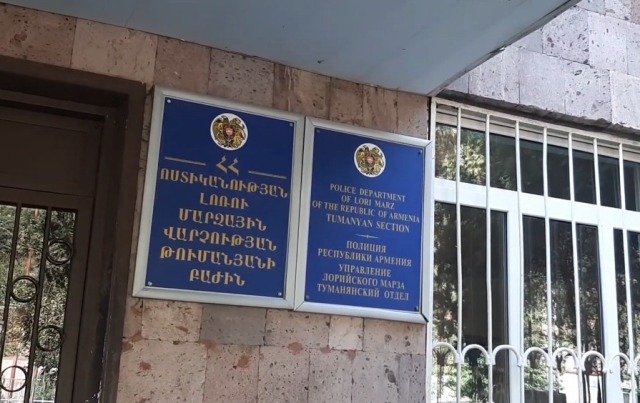 ՀՀ
ՈՍՏԻԿԱՆՈՒԹՅԱՆ
ԼՈՌՈՒ
ՄԱՐԶԱՅԻՆ
ՎԱՐՉՈՒԹՅԱՆ
ԹՈՒՄԱՆՅԱՆԻ
ԲԱԺԻՆ
POLICE DEPARTMENT
OF LORI MARZ
OF THE REPUBLIC OF ARMENIA
TUMANYAN SECTION
ПОЛИЦИЯ
РЕСПУБЛИКИ АРМЕНИЯ
УПРАВЛЕНИЕ
ЛОРИЙСКОГО МАРЗА
ТУМАНЯНСКИЙ ОТДЕЛ